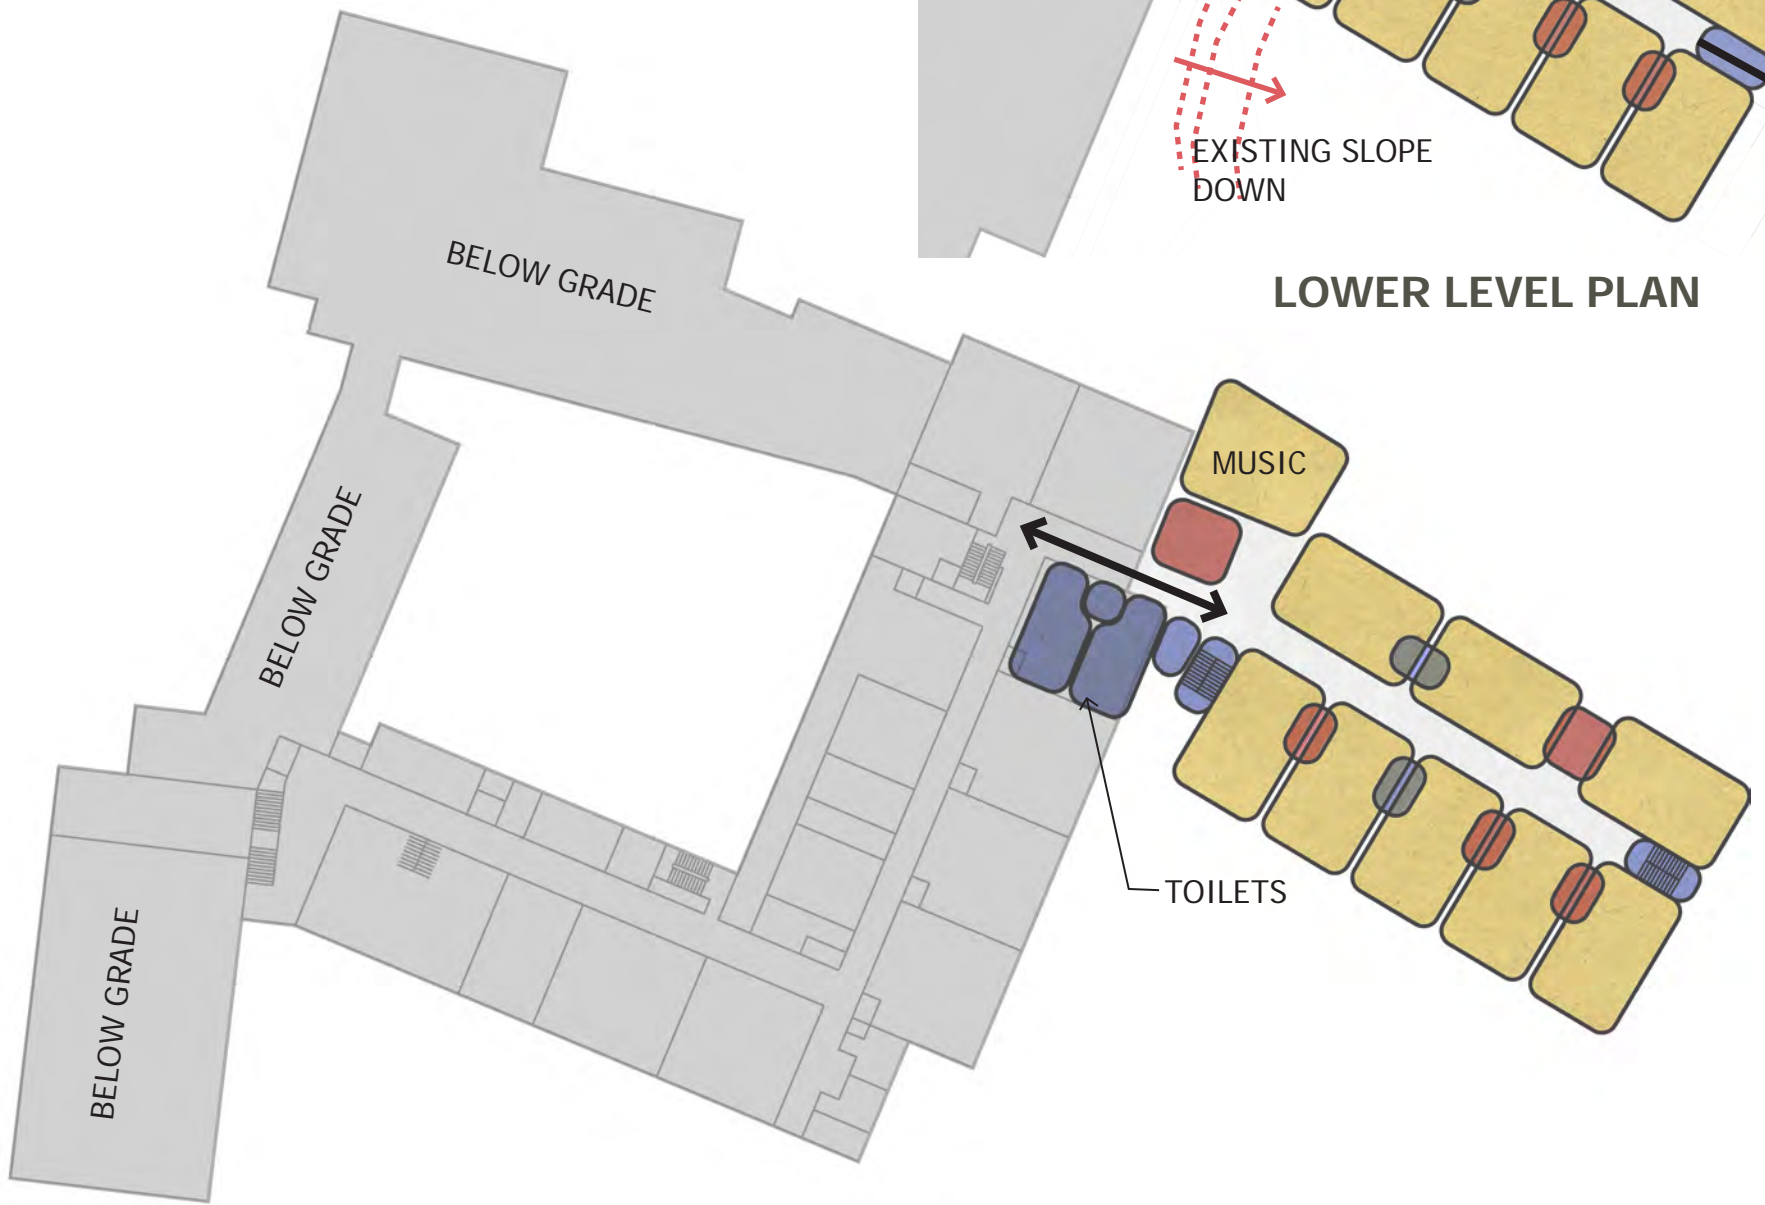 EXISTING SLOPE
DOWN
LOWER LEVEL PLAN
BELOW GRADE
MUSIC
BELOW GRADE
TOILETS
BELOW GRADE